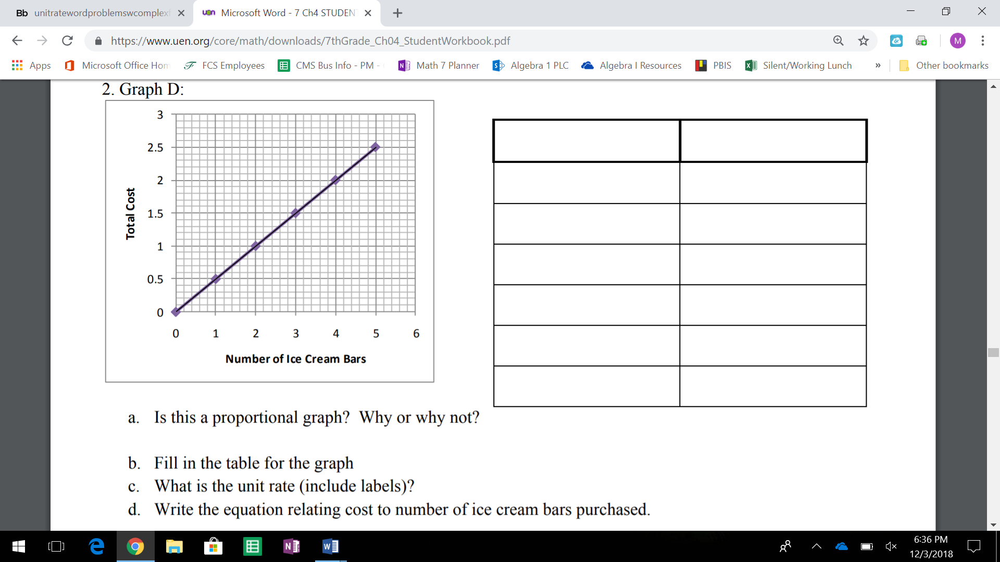 Bb unitratewordproblemswcomplexf
uen Microsoft Word - 7 Ch4 STUDENT
https://www.uen.org/core/math/downloads/7thGrade_Ch04_StudentWorkbook.pdf
M
Apps Microsoft Office Hom FCS Employees CMS Bus Info - PM - Math 7 Planner Algebra 1 PLC Algebra I Resources PBIS Silent/Working Lunch » Other bookmarks
2. Graph D:
3
2.5
2
1.5
1
0.5
0
Total Cost
0 1 2 3 4 5 6
Number of Ice Cream Bars
a. Is this a proportional graph? Why or why not?
b. Fill in the table for the graph
c. What is the unit rate (include labels)?
d. Write the equation relating cost to number of ice cream bars purchased.
6:36 PM
12/3/2018